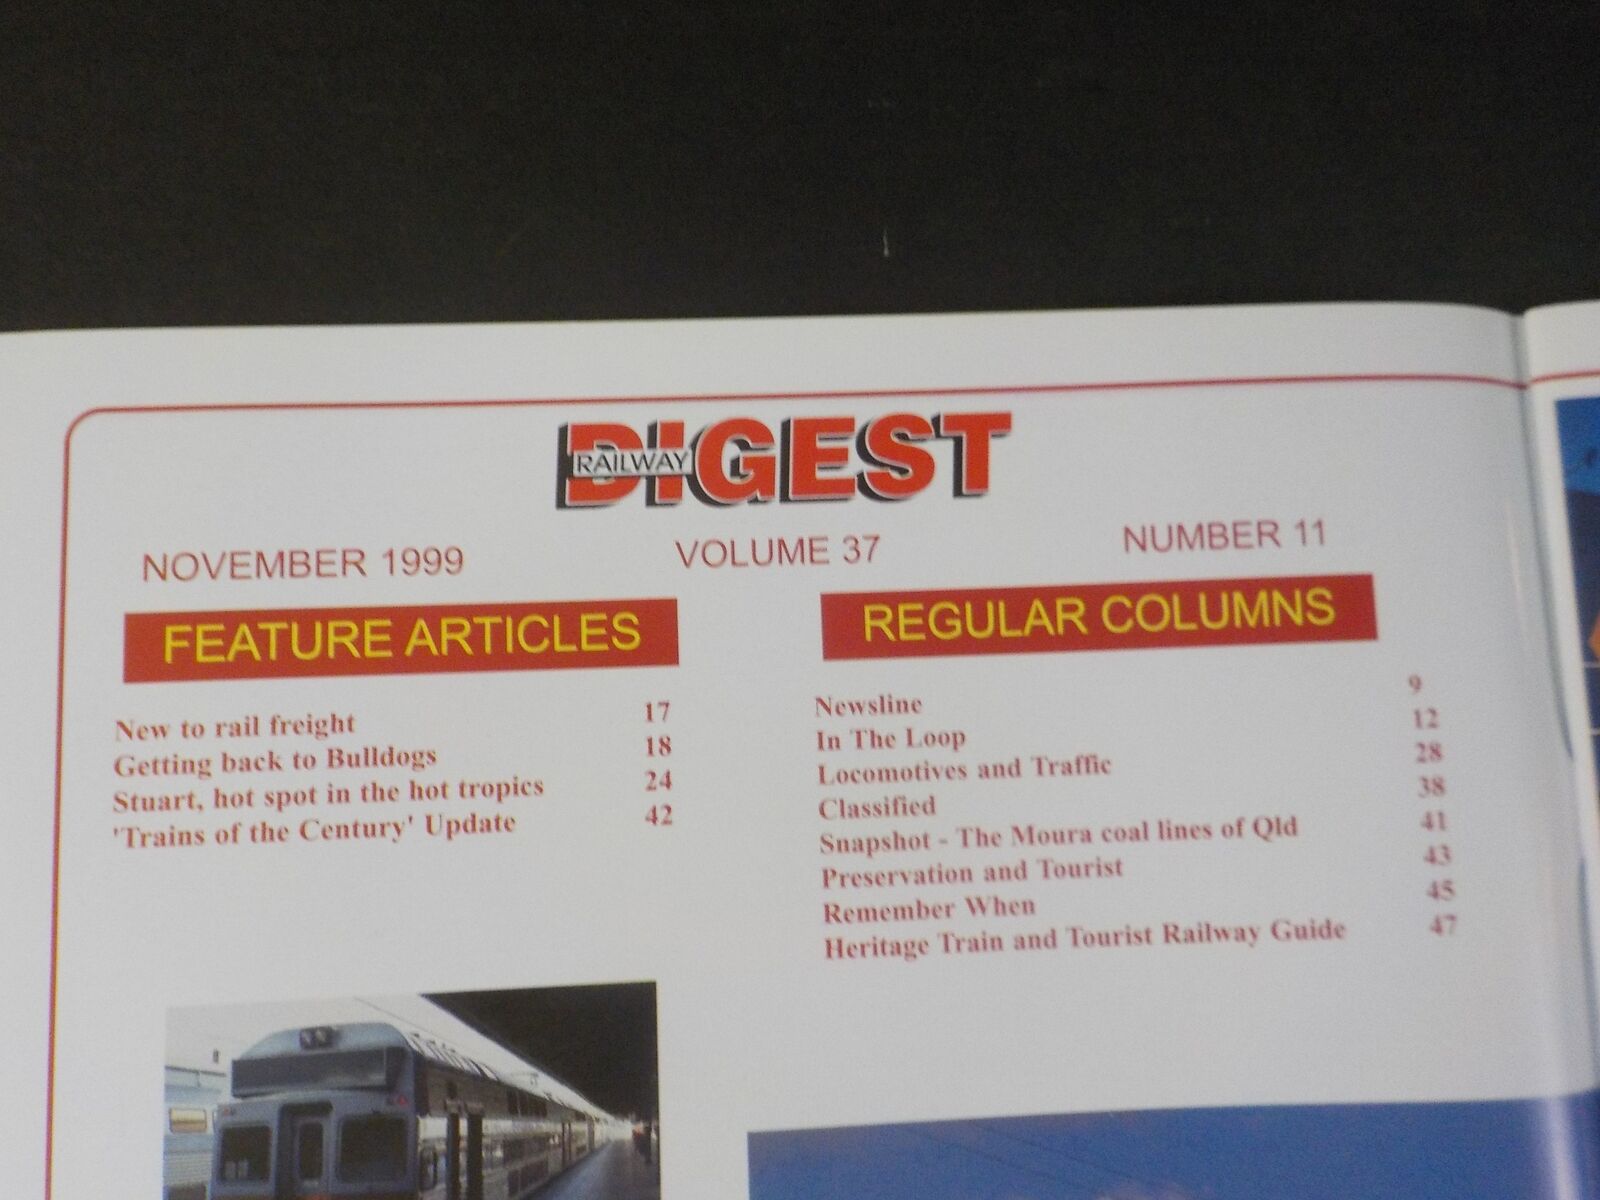 RAILWAY DIGEST
NOVEMBER 1999 VOLUME 37 NUMBER 11
FEATURE ARTICLES
New to rail freight 17
Getting back to Bulldogs 18
Stuart, hot spot in the hot tropics 24
'Trains of the Century' Update 42
REGULAR COLUMNS
Newsline 9
In The Loop 12
Locomotives and Traffic 28
Classified 38
Snapshot - The Moura coal lines of Qld 41
Preservation and Tourist 43
Remember When 45
Heritage Train and Tourist Railway Guide 47